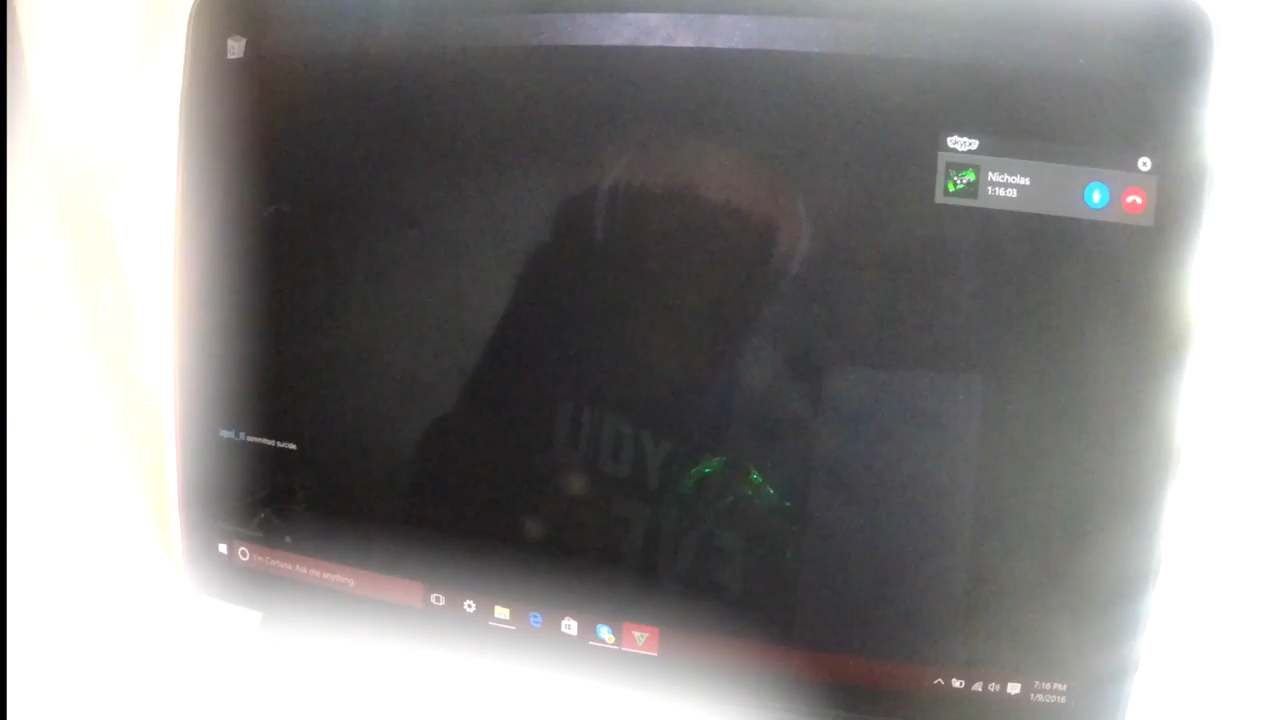 skype
Nicholas
1:16:03
committed suicide.
I'm Cortana. Ask me anything.
7:16 PM
1/9/2016